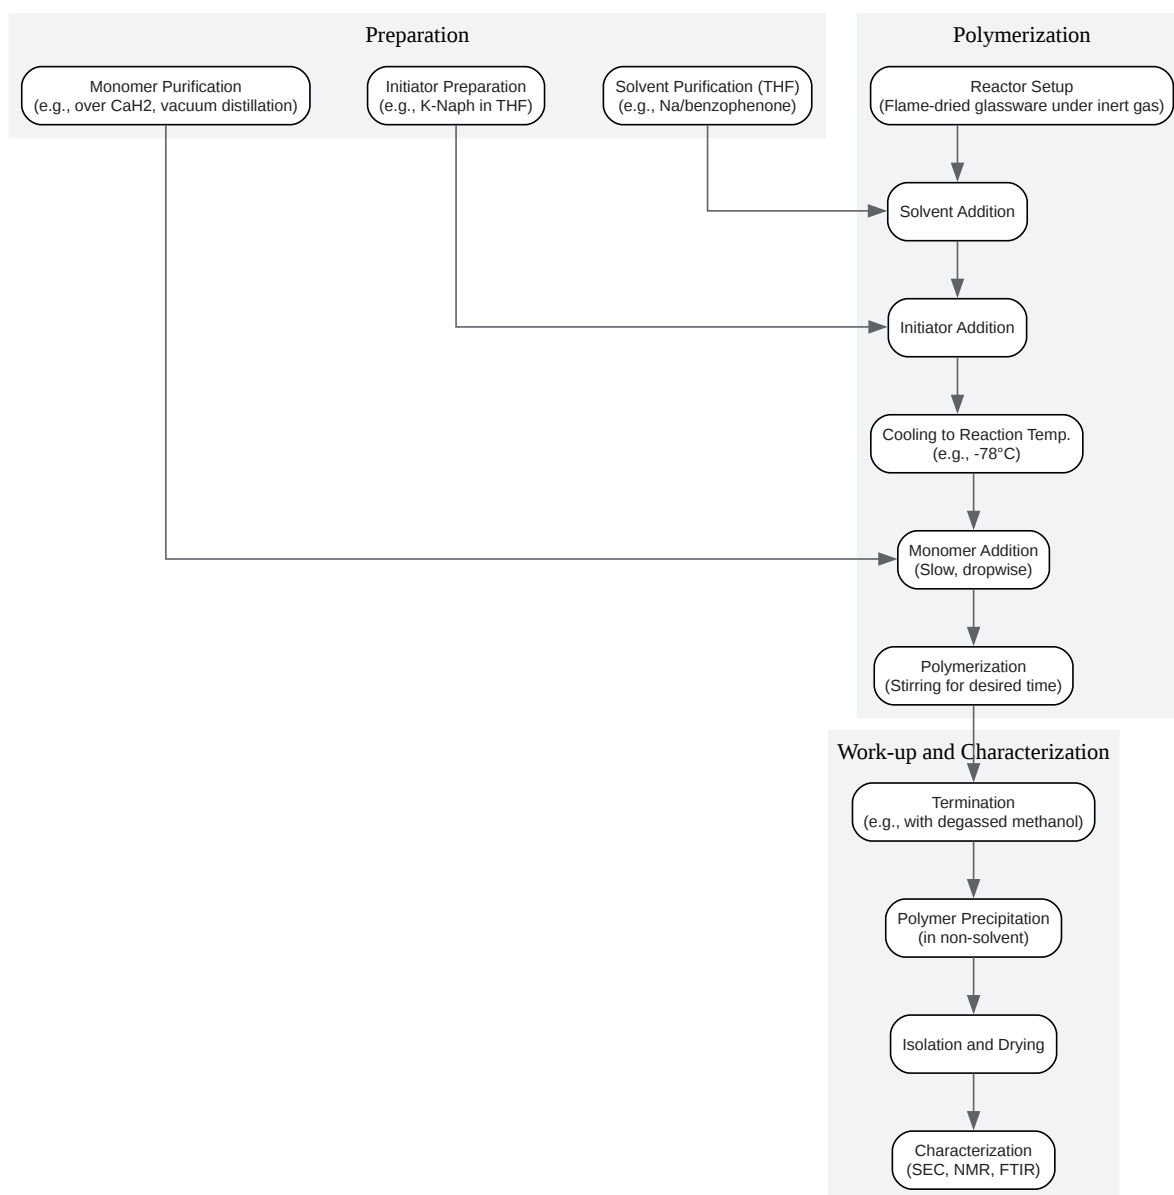 Preparation
Monomer Purification
(e.g., over CaH2, vacuum distillation)
Initiator Preparation
(e.g., K-Naph in THF)
Solvent Purification (THF)
(e.g., Na/benzophenone)
Polymerization
Reactor Setup
(Flame-dried glassware under inert gas)
Solvent Addition
Initiator Addition
Cooling to Reaction Temp.
(e.g., -78°C)
Monomer Addition
(Slow, dropwise)
Polymerization
(Stirring for desired time)
Work-up and Characterization
Termination
(e.g., with degassed methanol)
Polymer Precipitation
(in non-solvent)
Isolation and Drying
Characterization
(SEC, NMR, FTIR)